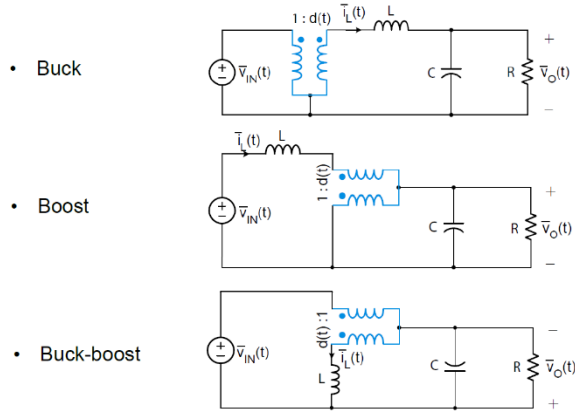 1 : d(t)
i̅L(t)
L
+
• Buck
v̅IN(t)
C
R
v̅O(t)
–
i̅L(t)
L
1 : d(t)
+
• Boost
v̅IN(t)
C
R
v̅O(t)
–
d(t) :1
–
• Buck-boost
v̅IN(t)
i̅L(t)
L
C
R
v̅O(t)
+